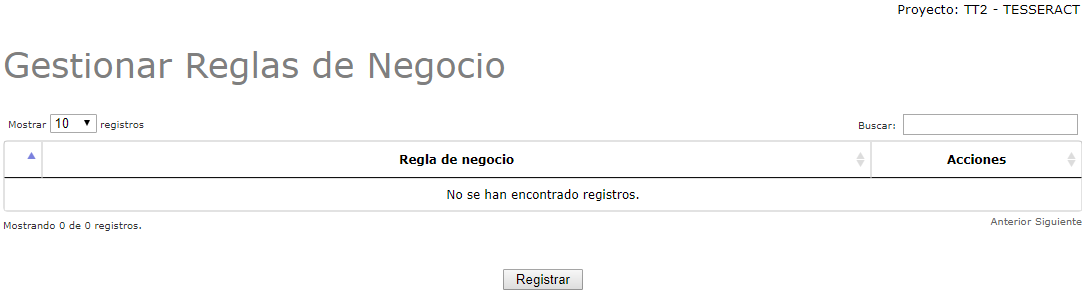 Proyecto: TT2 - TESSERACT
Gestionar Reglas de Negocio
Mostrar 10 registros Buscar:
Regla de negocio Acciones
No se han encontrado registros.
Mostrando 0 de 0 registros. Anterior Siguiente
Registrar